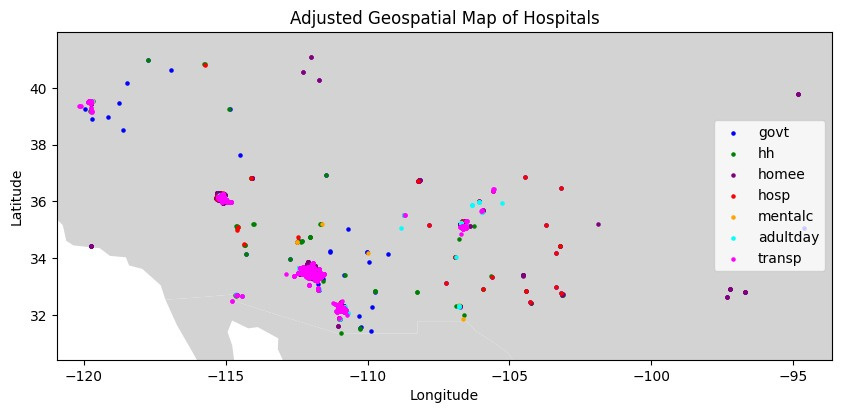 Adjusted Geospatial Map of Hospitals
Latitude
40
38
36
34
32
govt
hh
homee
hosp
mentalc
adultday
transp
−120
−115
−110
−105
−100
−95
Longitude